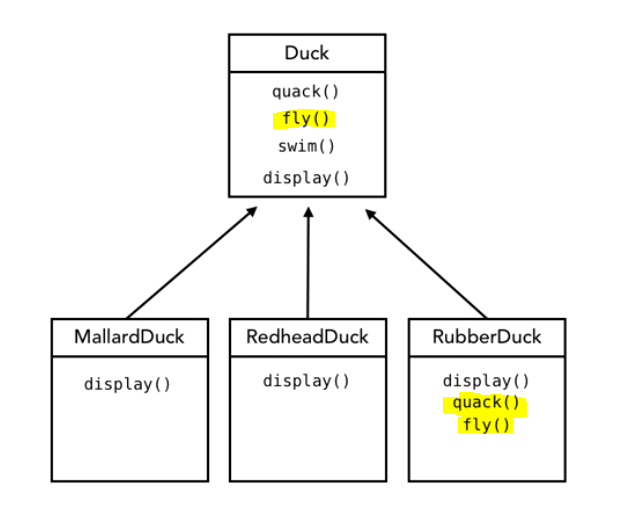 Duck
quack()
fly()
swim()
display()
MallardDuck
display()
RedheadDuck
display()
RubberDuck
display()
quack()
fly()